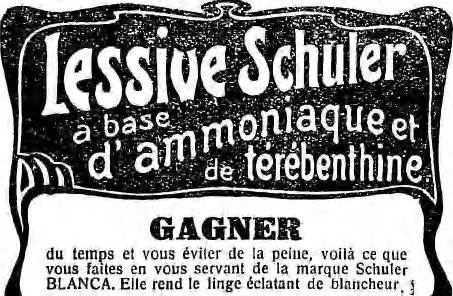 Lessive Schuler
à base
d'ammoniaque et
de térébenthine.
GAGNER
du temps et vous éviter de la peine, voilà ce que
vous faites en vous servant de la marque Schuler
BLANCA. Elle rend le linge éclatant de blancheur.